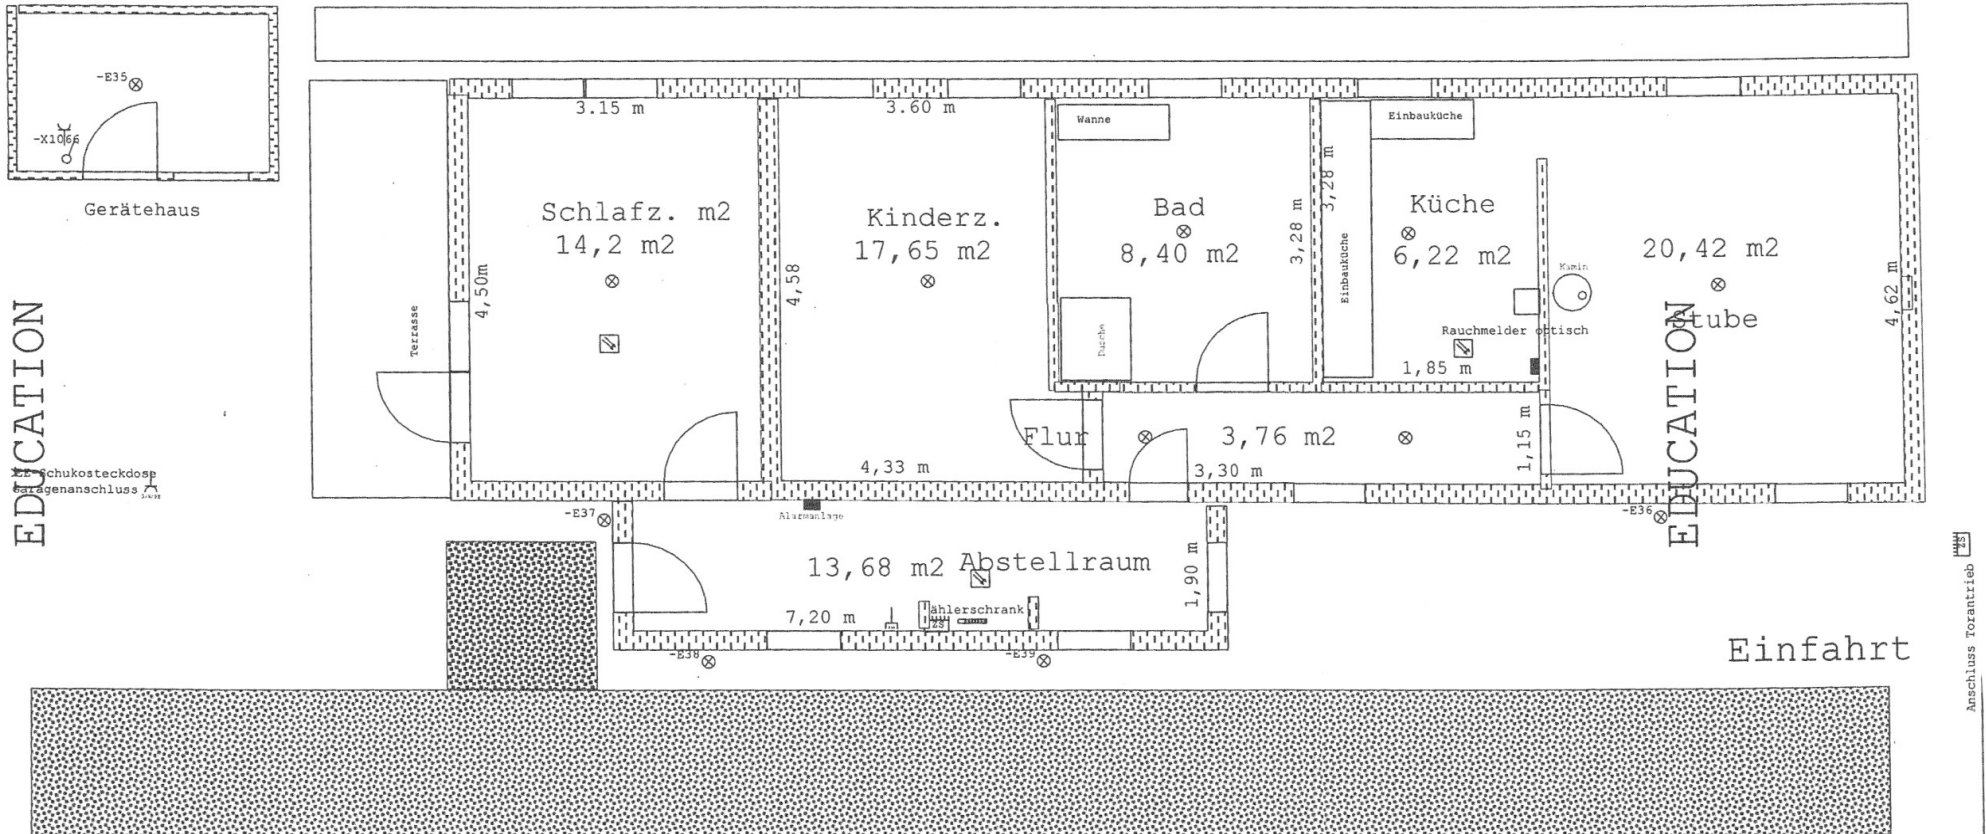 -E35
-X1066
Gerätehaus
3.15 m
3.60 m
Wanne
Einbauküche
Schlafz. m2
14,2 m2
Kinderz.
17,65 m2
Bad
8,40 m2
3,28 m
3,28 m
Küche
6,22 m2
Einbauküche
20,42 m2
Stube
Kamin
4,50m
4,58
4,62 m
Terrasse
Dusche
Rauchmelder optisch
1,85 m
EDUCATION
EDUCATION
Flur
3,76 m2
3,30 m
1,15 m
4,33 m
CEE-Schukosteckdose
Garagenanschluss
-E37
Alarmanlage
-E36
13,68 m2
Abstellraum
1,90 m
7,20 m
Zählerschrank
ZS
-E38
-E39
Einfahrt
ZS
Anschluss Torantrieb